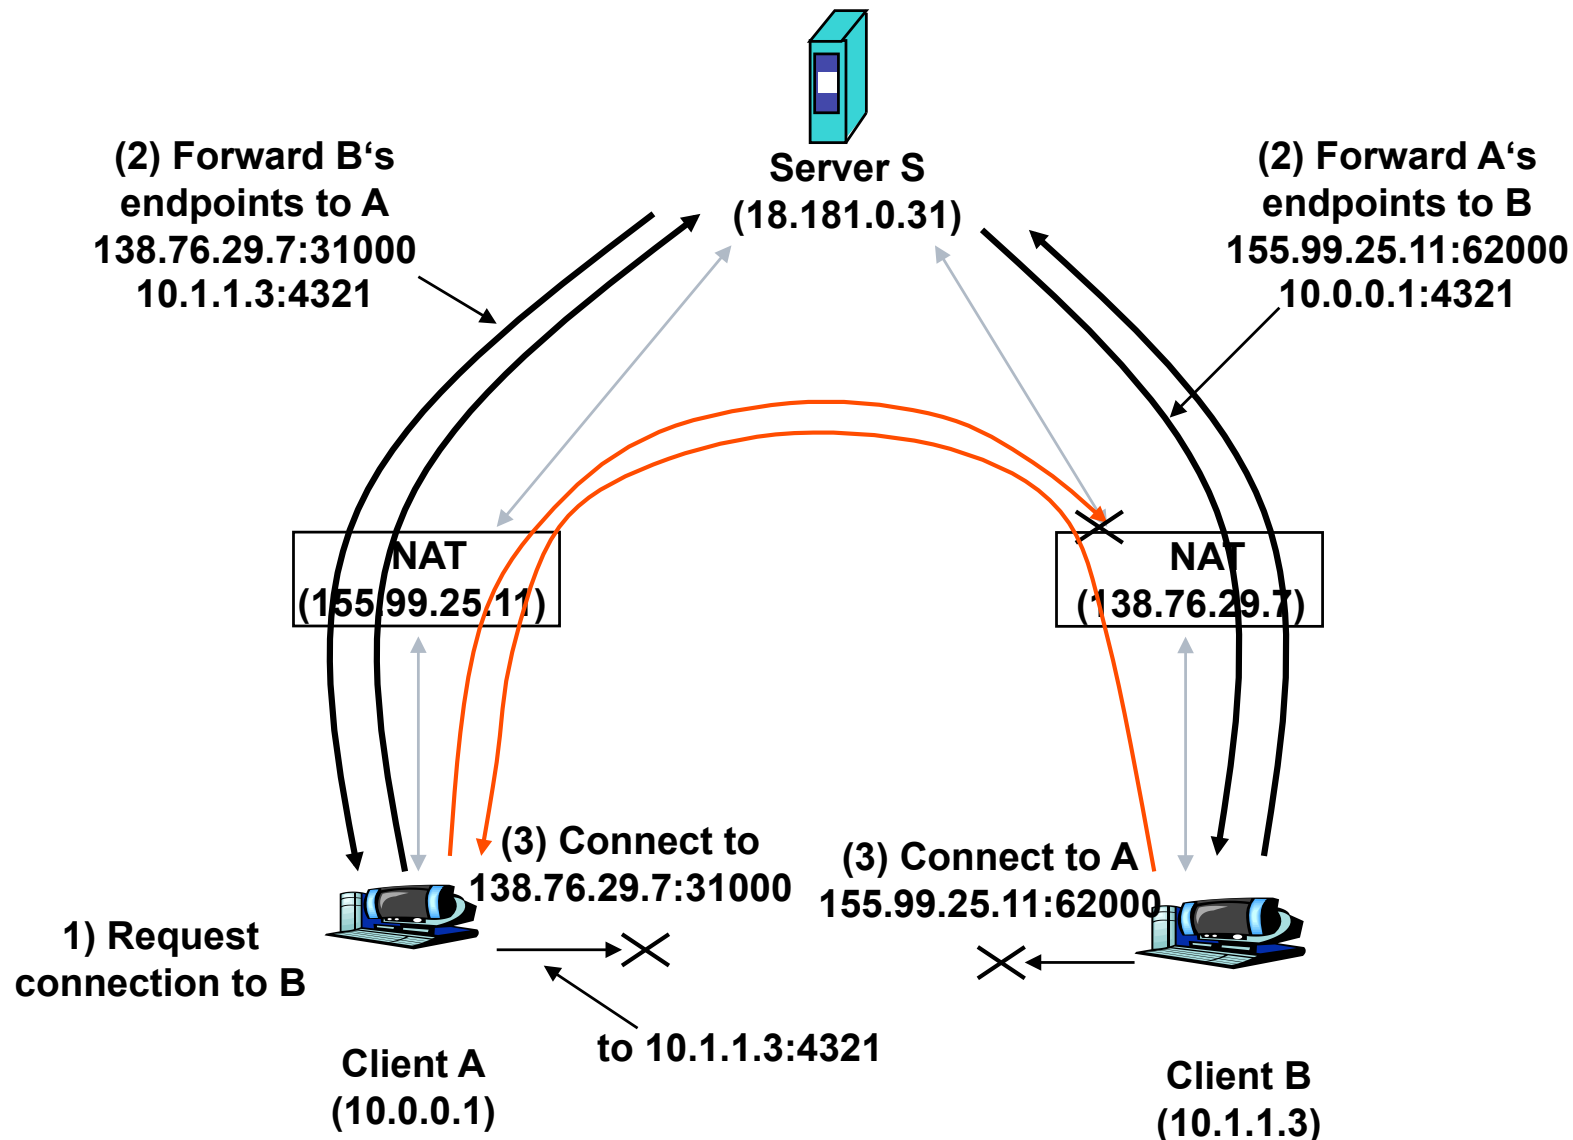 (2) Forward B‘s
endpoints to A
138.76.29.7:31000
10.1.1.3:4321
Server S
(18.181.0.31)
(2) Forward A‘s
endpoints to B
155.99.25.11:62000
10.0.0.1:4321
NAT
(155.99.25.11)
NAT
(138.76.29.7)
(3) Connect to
138.76.29.7:31000
(3) Connect to A
155.99.25.11:62000
1) Request
connection to B
to 10.1.1.3:4321
Client A
(10.0.0.1)
Client B
(10.1.1.3)